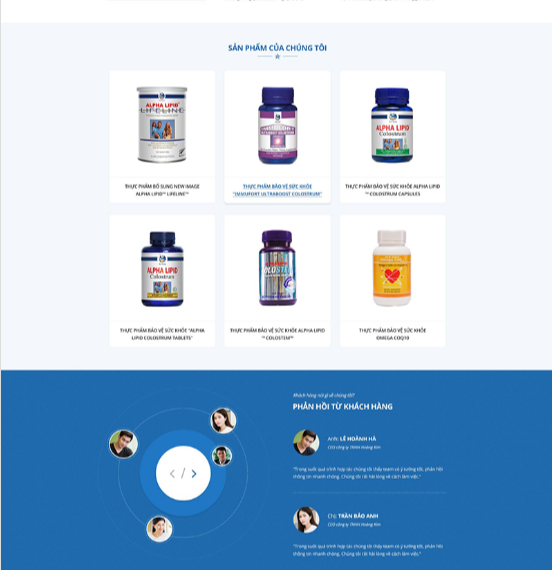 SẢN PHẨM CỦA CHÚNG TÔI
ALPHA LIPID
LIFELINE
ALPHA LIPID
Colostrum
THỰC PHẨM BỔ SUNG NEW IMAGE
ALPHA LIPID™ LIFELINE™
THỰC PHẨM BẢO VỆ SỨC KHỎE
"IMMUFORT ULTRABOOST COLOSTRUM"
THỰC PHẨM BẢO VỆ SỨC KHỎE ALPHA LIPID
™ COLOSTRUM CAPSULES
ALPHA LIPID
Colostrum
THỰC PHẨM BẢO VỆ SỨC KHỎE "ALPHA
LIPID COLOSTRUM TABLETS"
THỰC PHẨM BẢO VỆ SỨC KHỎE ALPHA LIPID
™ COLOSTEM™
THỰC PHẨM BẢO VỆ SỨC KHỎE
OMEGA COQ10
Khách hàng nói gì về chúng tôi?
PHẢN HỒI TỪ KHÁCH HÀNG
Anh: LÊ HOÀNH HÀ
CEO công ty TNHH Hoàng Kim
"Trong suốt quá trình hợp tác chúng tôi thấy team có ý tưởng tốt, phản hồi
thông tin nhanh chóng. Chúng tôi rất hài lòng về cách làm việc."
Chị: TRẦN BẢO ANH
CEO công ty TNHH Hoàng Kim
"Trong suốt quá trình hợp tác chúng tôi thấy team có ý tưởng tốt, phản hồi
thông tin nhanh chóng. Chúng tôi rất hài lòng về cách làm việc."